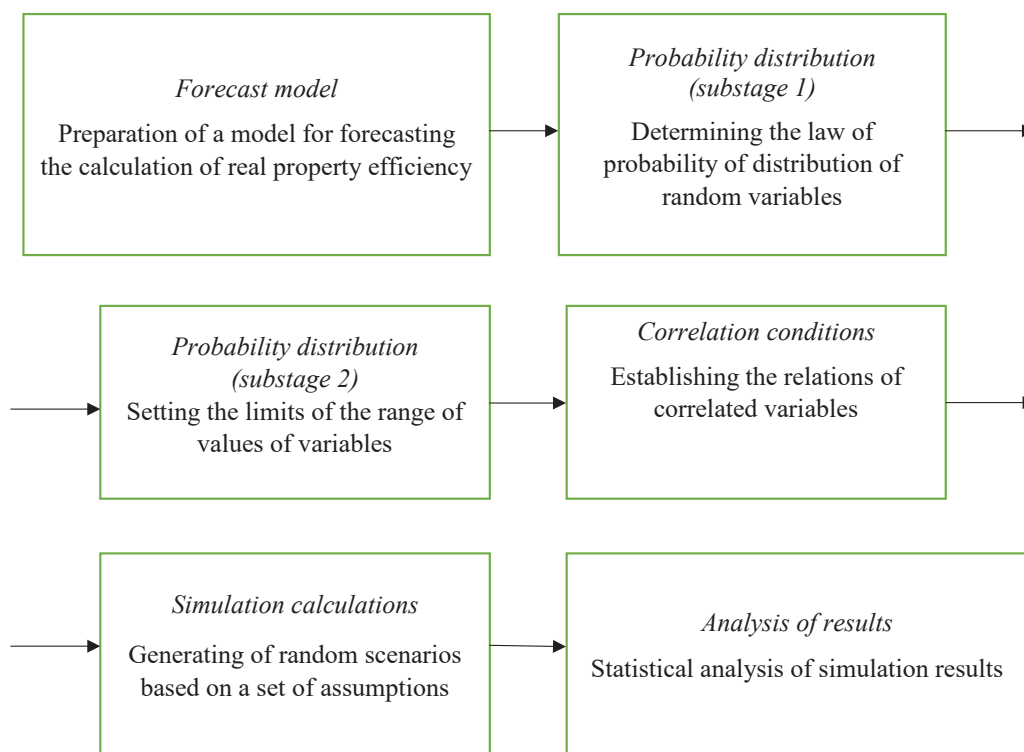 Forecast model
Preparation of a model for forecasting
the calculation of real property efficiency
Probability distribution
(substage 1)
Determining the law of
probability of distribution of
random variables
Probability distribution
(substage 2)
Setting the limits of the range of
values of variables
Correlation conditions
Establishing the relations of
correlated variables
Simulation calculations
Generating of random scenarios
based on a set of assumptions
Analysis of results
Statistical analysis of simulation results